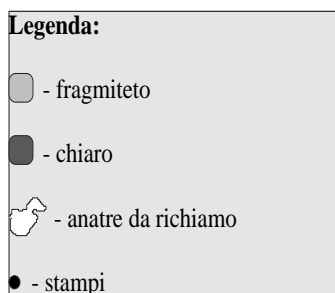 Legenda:
- fragmiteto
- chiaro
- anatre da richiamo
- stampi